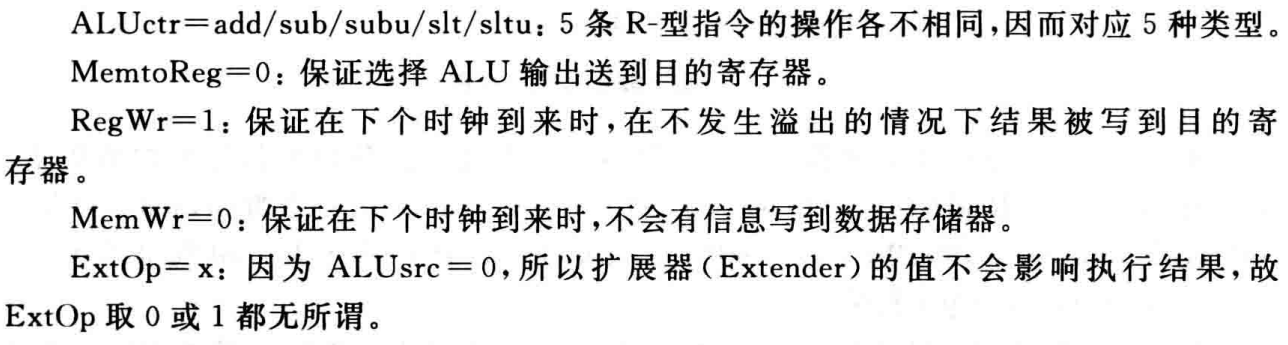 ALUctr=add/sub/subu/slt/sltu：5 条 R-型指令的操作各不相同,因而对应 5 种类型。
MemtoReg=0：保证选择 ALU 输出送到目的寄存器。
RegWr=1：保证在下个时钟到来时,在不发生溢出的情况下结果被写到目的寄
存器。
MemWr=0：保证在下个时钟到来时,不会有信息写到数据存储器。
ExtOp=x：因为 ALUsrc=0,所以扩展器(Extender)的值不会影响执行结果,故
ExtOp 取 0 或 1 都无所谓。